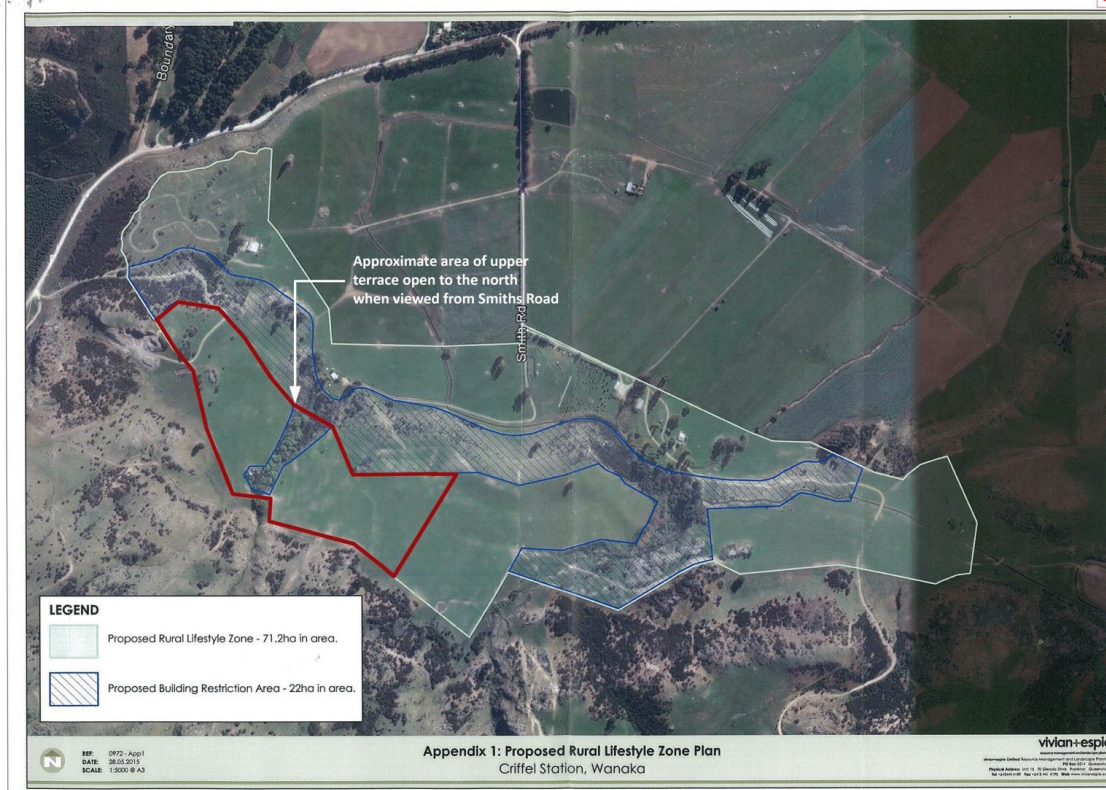 Boundary
Approximate area of upper
terrace open to the north
when viewed from Smiths Road
Smith Rd
LEGEND
Proposed Rural Lifestyle Zone - 71.2ha in area.
Proposed Building Restriction Area - 22ha in area.
N
REF: 0972 - App1
DATE: 28.05.2015
SCALE: 1:5000 @ A3
Appendix 1: Proposed Rural Lifestyle Zone Plan
Criffel Station, Wanaka
vivian+espie